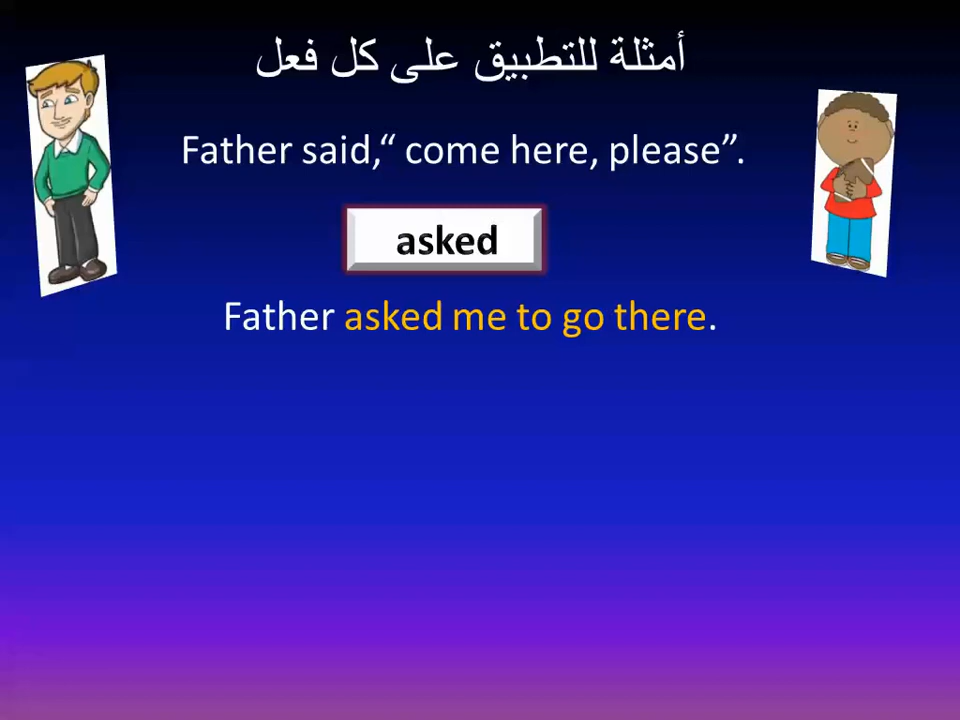 أمثلة للتطبيق على كل فعل
Father said,“ come here, please”.
asked
Father asked me to go there.